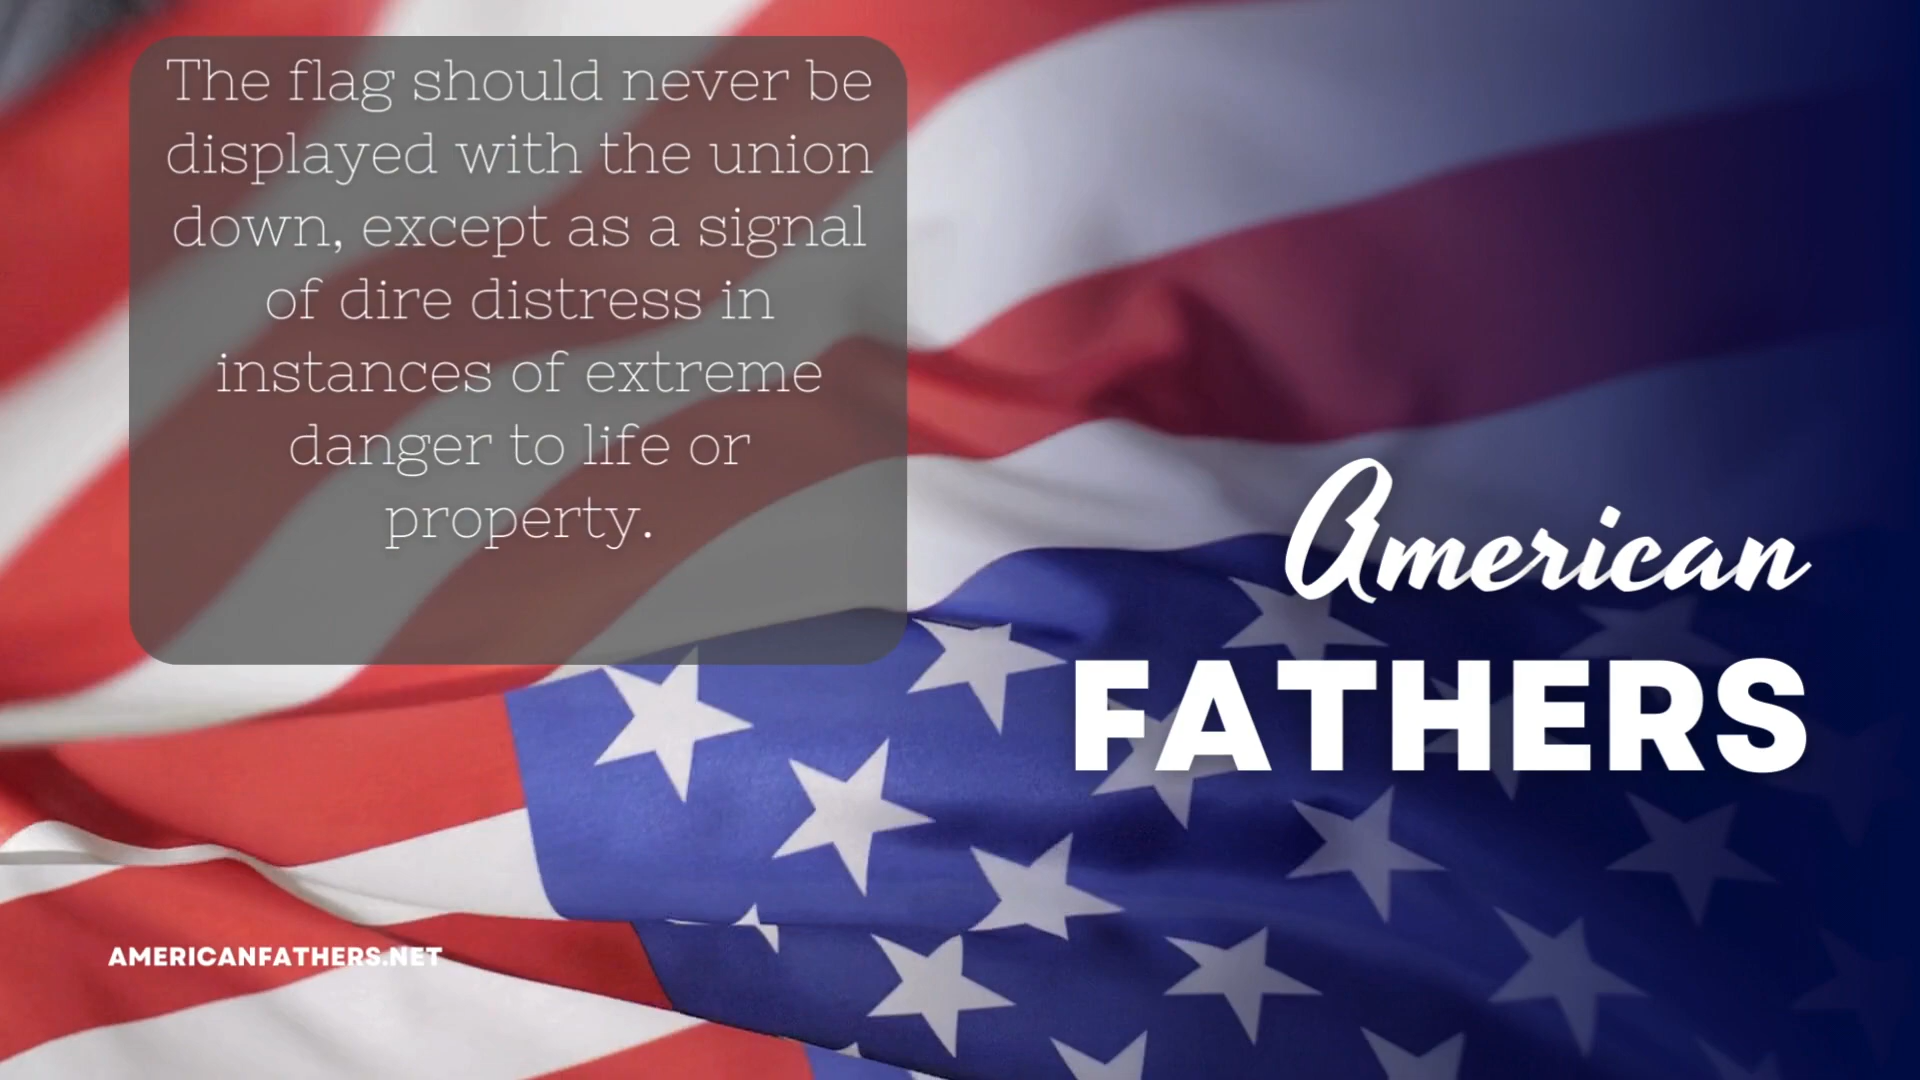 The flag should never be
displayed with the union
down, except as a signal
of dire distress in
instances of extreme
danger to life or
property.
American
FATHERS
AMERICANFATHERS.NET